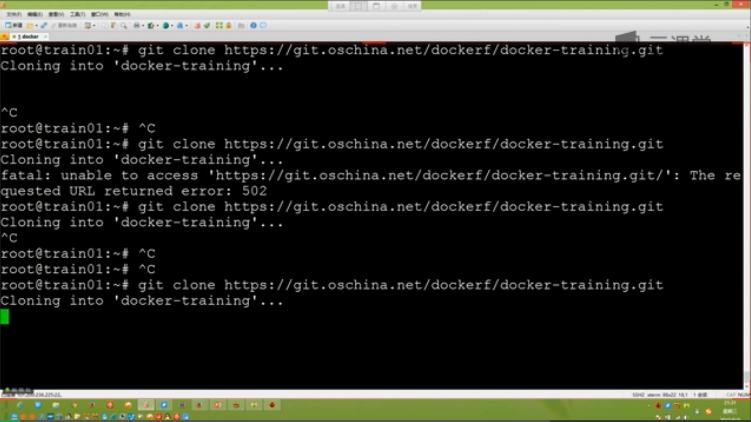 1 docker
root@train01:~# git clone https://git.oschina.net/dockerf/docker-training.git
Cloning into 'docker-training'...
^C
root@train01:~# ^C
root@train01:~# git clone https://git.oschina.net/dockerf/docker-training.git
Cloning into 'docker-training'...
fatal: unable to access 'https://git.oschina.net/dockerf/docker-training.git/': The re
quested URL returned error: 502
root@train01:~# git clone https://git.oschina.net/dockerf/docker-training.git
Cloning into 'docker-training'...
^C
root@train01:~# ^C
root@train01:~# ^C
root@train01:~# git clone https://git.oschina.net/dockerf/docker-training.git
Cloning into 'docker-training'...